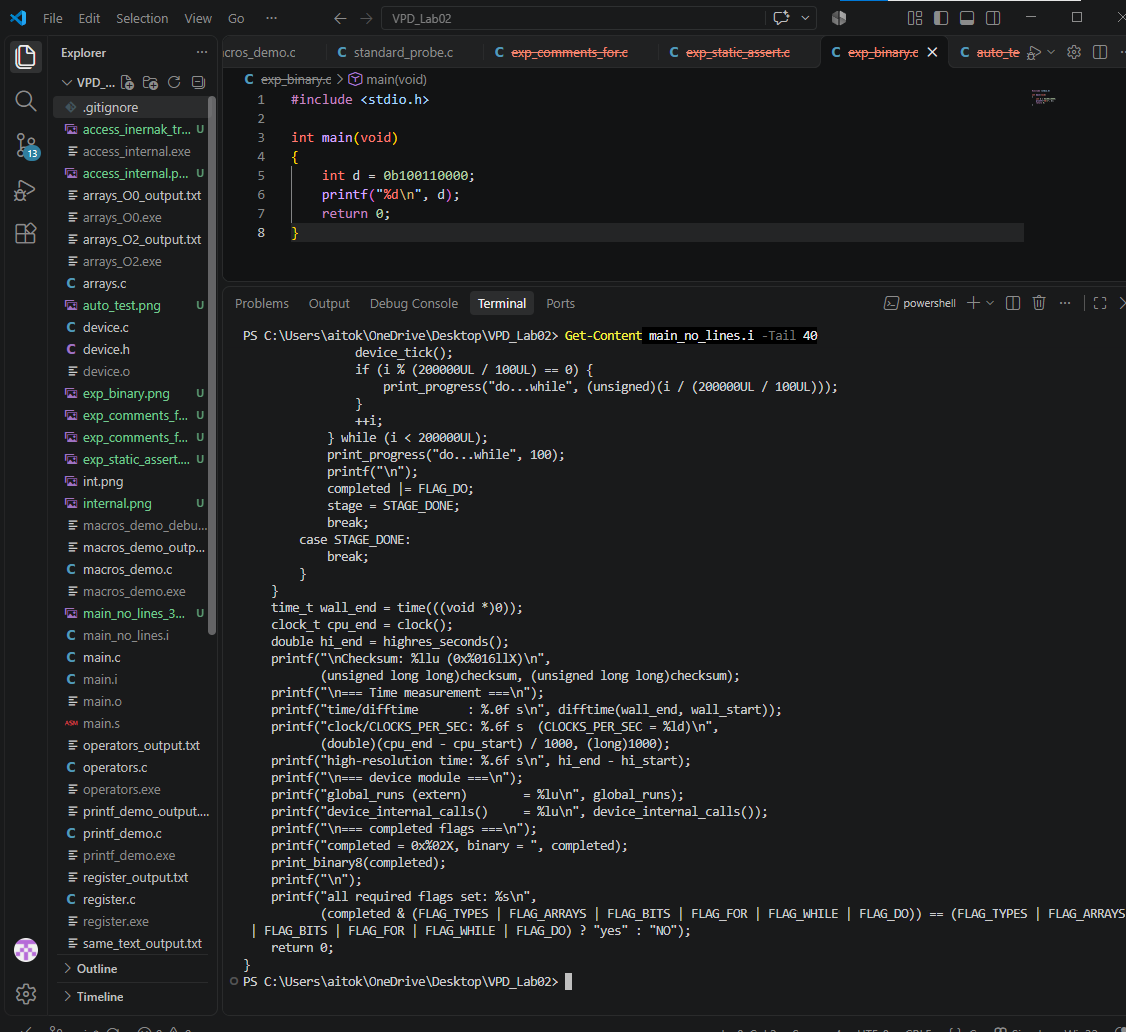 File Edit Selection View Go ··· VPD_Lab02
Explorer ···
VPD_...
.gitignore
access_inernak_tr... U
access_internal.exe
access_internal.p... U
arrays_O0_output.txt
arrays_O0.exe
arrays_O2_output.txt
arrays_O2.exe
arrays.c
auto_test.png U
device.c
device.h
device.o
exp_binary.png U
exp_comments_f... U
exp_comments_f... U
exp_static_assert.... U
int.png
internal.png U
macros_demo_debu...
macros_demo_outp...
macros_demo.c
macros_demo.exe
main_no_lines_3... U
main_no_lines.i
main.c
main.i
main.o
ASM main.s
operators_output.txt
operators.c
operators.exe
printf_demo_output....
printf_demo.c
printf_demo.exe
register_output.txt
register.c
register.exe
same_text_output.txt
Outline
Timeline
13
acros_demo.c C standard_probe.c C exp_comments_for.c C exp_static_assert.c C exp_binary.c C auto_te
C exp_binary.c > main(void)
1 #include <stdio.h>
2
3 int main(void)
4 {
5 int d = 0b100110000;
6 printf("%d\n", d);
7 return 0;
8 }
Problems Output Debug Console Terminal Ports powershell
PS C:\Users\aitok\OneDrive\Desktop\VPD_Lab02> Get-Content main_no_lines.i -Tail 40
device_tick();
if (i % (200000UL / 100UL) == 0) {
print_progress("do...while", (unsigned)(i / (200000UL / 100UL)));
}
++i;
} while (i < 200000UL);
print_progress("do...while", 100);
printf("\n");
completed |= FLAG_DO;
stage = STAGE_DONE;
break;
case STAGE_DONE:
break;
}
}
time_t wall_end = time(((void *)0));
clock_t cpu_end = clock();
double hi_end = highres_seconds();
printf("\nChecksum: %llu (0x%016llX)\n",
(unsigned long long)checksum, (unsigned long long)checksum);
printf("\n=== Time measurement ===\n");
printf("time/difftime       : %.0f s\n", difftime(wall_end, wall_start));
printf("clock/CLOCKS_PER_SEC: %.6f s  (CLOCKS_PER_SEC = %ld)\n",
(double)(cpu_end - cpu_start) / 1000, (long)1000);
printf("high-resolution time: %.6f s\n", hi_end - hi_start);
printf("\n=== device module ===\n");
printf("global_runs (extern)        = %lu\n", global_runs);
printf("device_internal_calls()     = %lu\n", device_internal_calls());
printf("\n=== completed flags ===\n");
printf("completed = 0x%02X, binary = ", completed);
print_binary8(completed);
printf("\n");
printf("all required flags set: %s\n",
(completed & (FLAG_TYPES | FLAG_ARRAYS | FLAG_BITS | FLAG_FOR | FLAG_WHILE | FLAG_DO)) == (FLAG_TYPES | FLAG_ARRAYS
| FLAG_BITS | FLAG_FOR | FLAG_WHILE | FLAG_DO) ? "yes" : "NO");
return 0;
}
PS C:\Users\aitok\OneDrive\Desktop\VPD_Lab02>